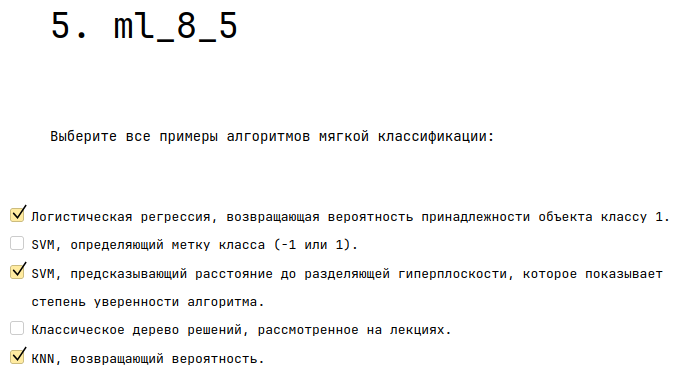 5. ml_8_5
Выберите все примеры алгоритмов мягкой классификации:
Логистическая регрессия, возвращающая вероятность принадлежности объекта классу 1.
SVM, определяющий метку класса (-1 или 1).
SVM, предсказывающий расстояние до разделяющей гиперплоскости, которое показывает
степень уверенности алгоритма.
Классическое дерево решений, рассмотренное на лекциях.
KNN, возвращающий вероятность.